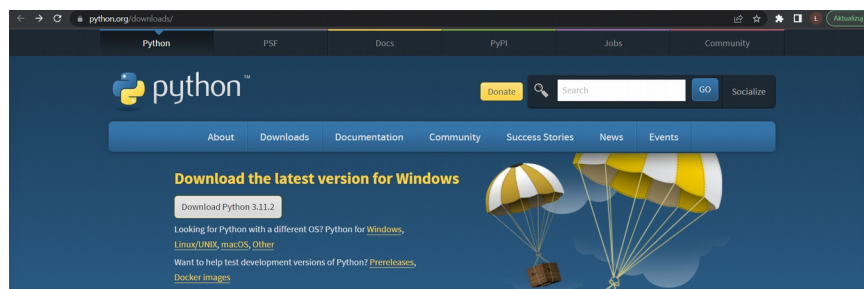 python.org/downloads/
Ł
Aktualizuj
Python PSF Docs PyPI Jobs Community
python™
Donate Search GO Socialize
About Downloads Documentation Community Success Stories News Events
Download the latest version for Windows
Download Python 3.11.2
Looking for Python with a different OS? Python for Windows,
Linux/UNIX, macOS, Other
Want to help test development versions of Python? Prereleases,
Docker images